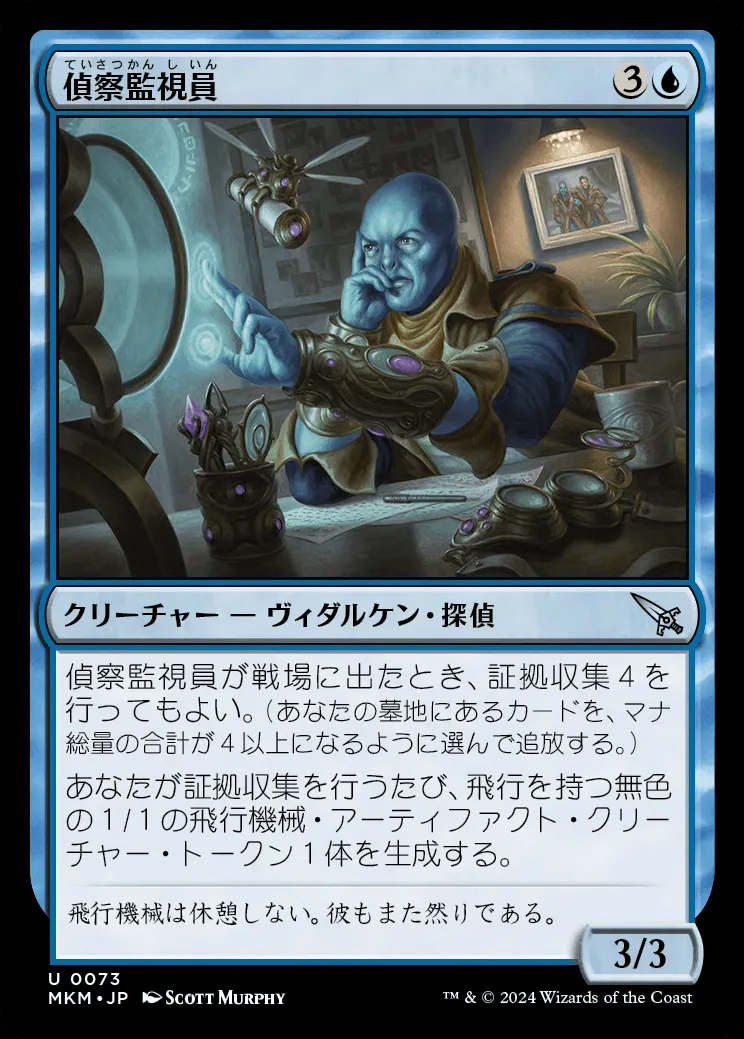 ていさつかんしいん
偵察監視員
3
クリーチャー — ヴィダルケン・探偵
偵察監視員が戦場に出たとき、証拠収集4を
行ってもよい。（あなたの墓地にあるカードを、マナ
総量の合計が4以上になるように選んで追放する。）
あなたが証拠収集を行うたび、飛行を持つ無色
の1/1の飛行機械・アーティファクト・クリー
チャー・トークン1体を生成する。
飛行機械は休憩しない。彼もまた然りである。
3/3
U 0073
MKM・JP Scott Murphy
™ & © 2024 Wizards of the Coast